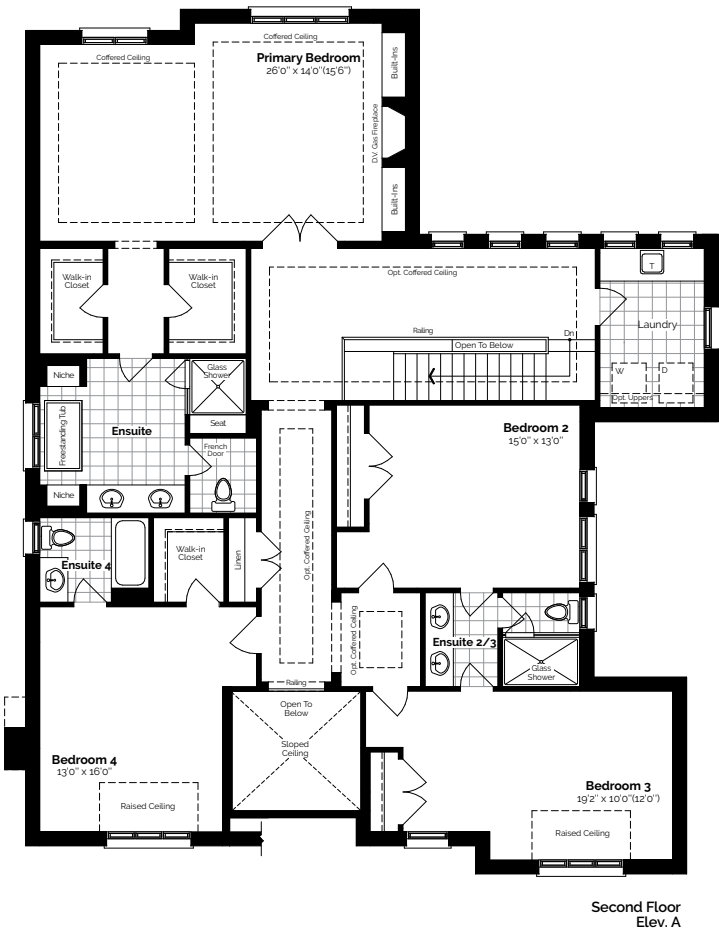 Coffered Ceiling
Coffered Ceiling
Primary Bedroom
26'0" x 14'0"(15'6")
Built-Ins
D.V. Gas Fireplace
Built-Ins
Walk-in
Closet
Walk-in
Closet
Opt. Coffered Ceiling
T
Laundry
W
D
Opt. Uppers
Railing
Open To Below
Dn
Niche
Glass
Shower
Seat
Freestanding Tub
Ensuite
French
Door
Niche
Bedroom 2
15'0" x 13'0"
Opt. Coffered Ceiling
Ensuite 4
Walk-in
Closet
Linen
Opt. Coffered Ceiling
Ensuite 2/3
Glass
Shower
Railing
Open To
Below
Sloped
Ceiling
Bedroom 4
13'0" x 16'0"
Raised Ceiling
Bedroom 3
19'2" x 10'0"(12'0")
Raised Ceiling
Second Floor
Elev. A